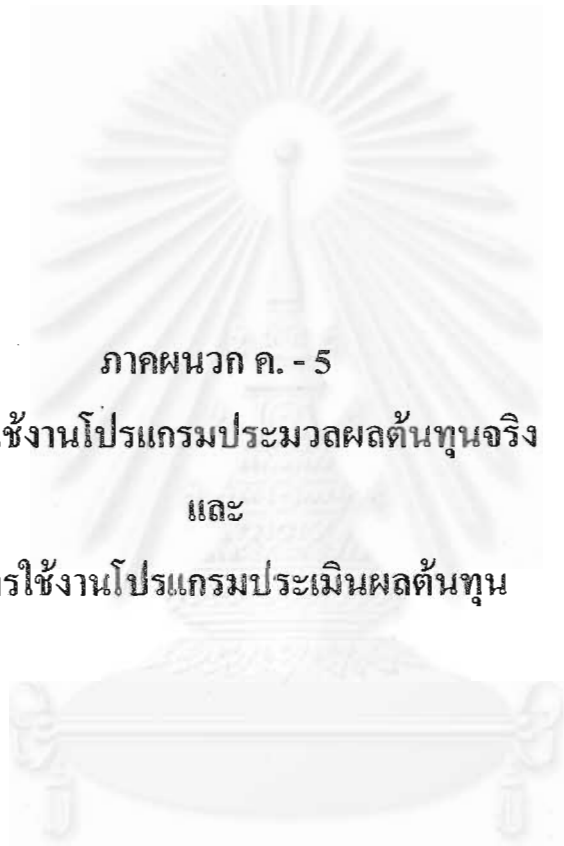 ภาคผนวก ค. - 5
ใช้งานโปรแกรมประมวลผลต้นทุนจริง
และ
ใช้งานโปรแกรมประเมินผลต้นทุน